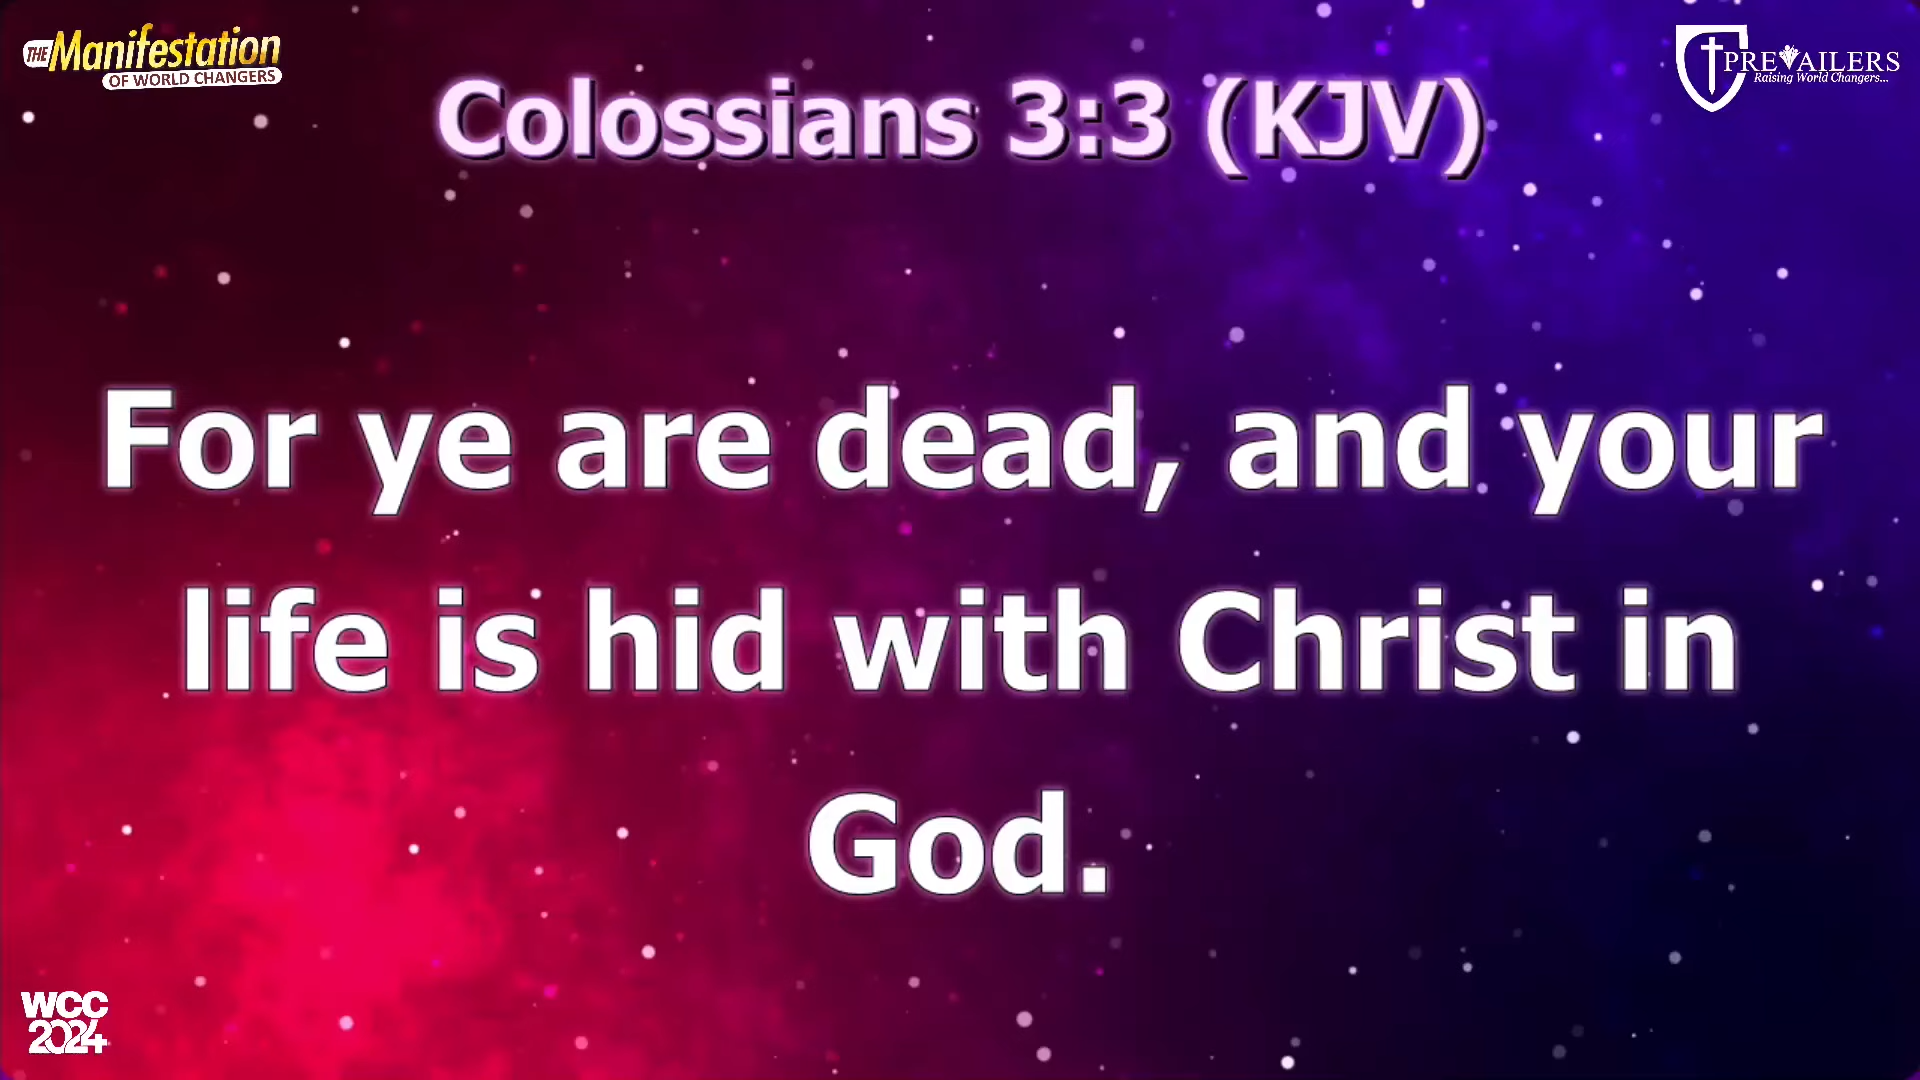 THE Manifestation
OF WORLD CHANGERS
PREVAILERS
Raising World Changers...
Colossians 3:3 (KJV)
For ye are dead, and your
life is hid with Christ in
God.
WCC
2024